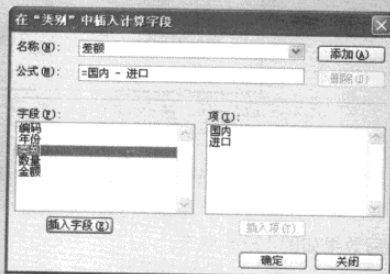 在“类别”中插入计算字段
名称(N): 差额
添加(A)
公式(M): =国内 - 进口
删除(D)
字段(F):
项(I):
编码
年份
数量
金额
国内
进口
插入字段(E)
插入项(T)
确定
关闭